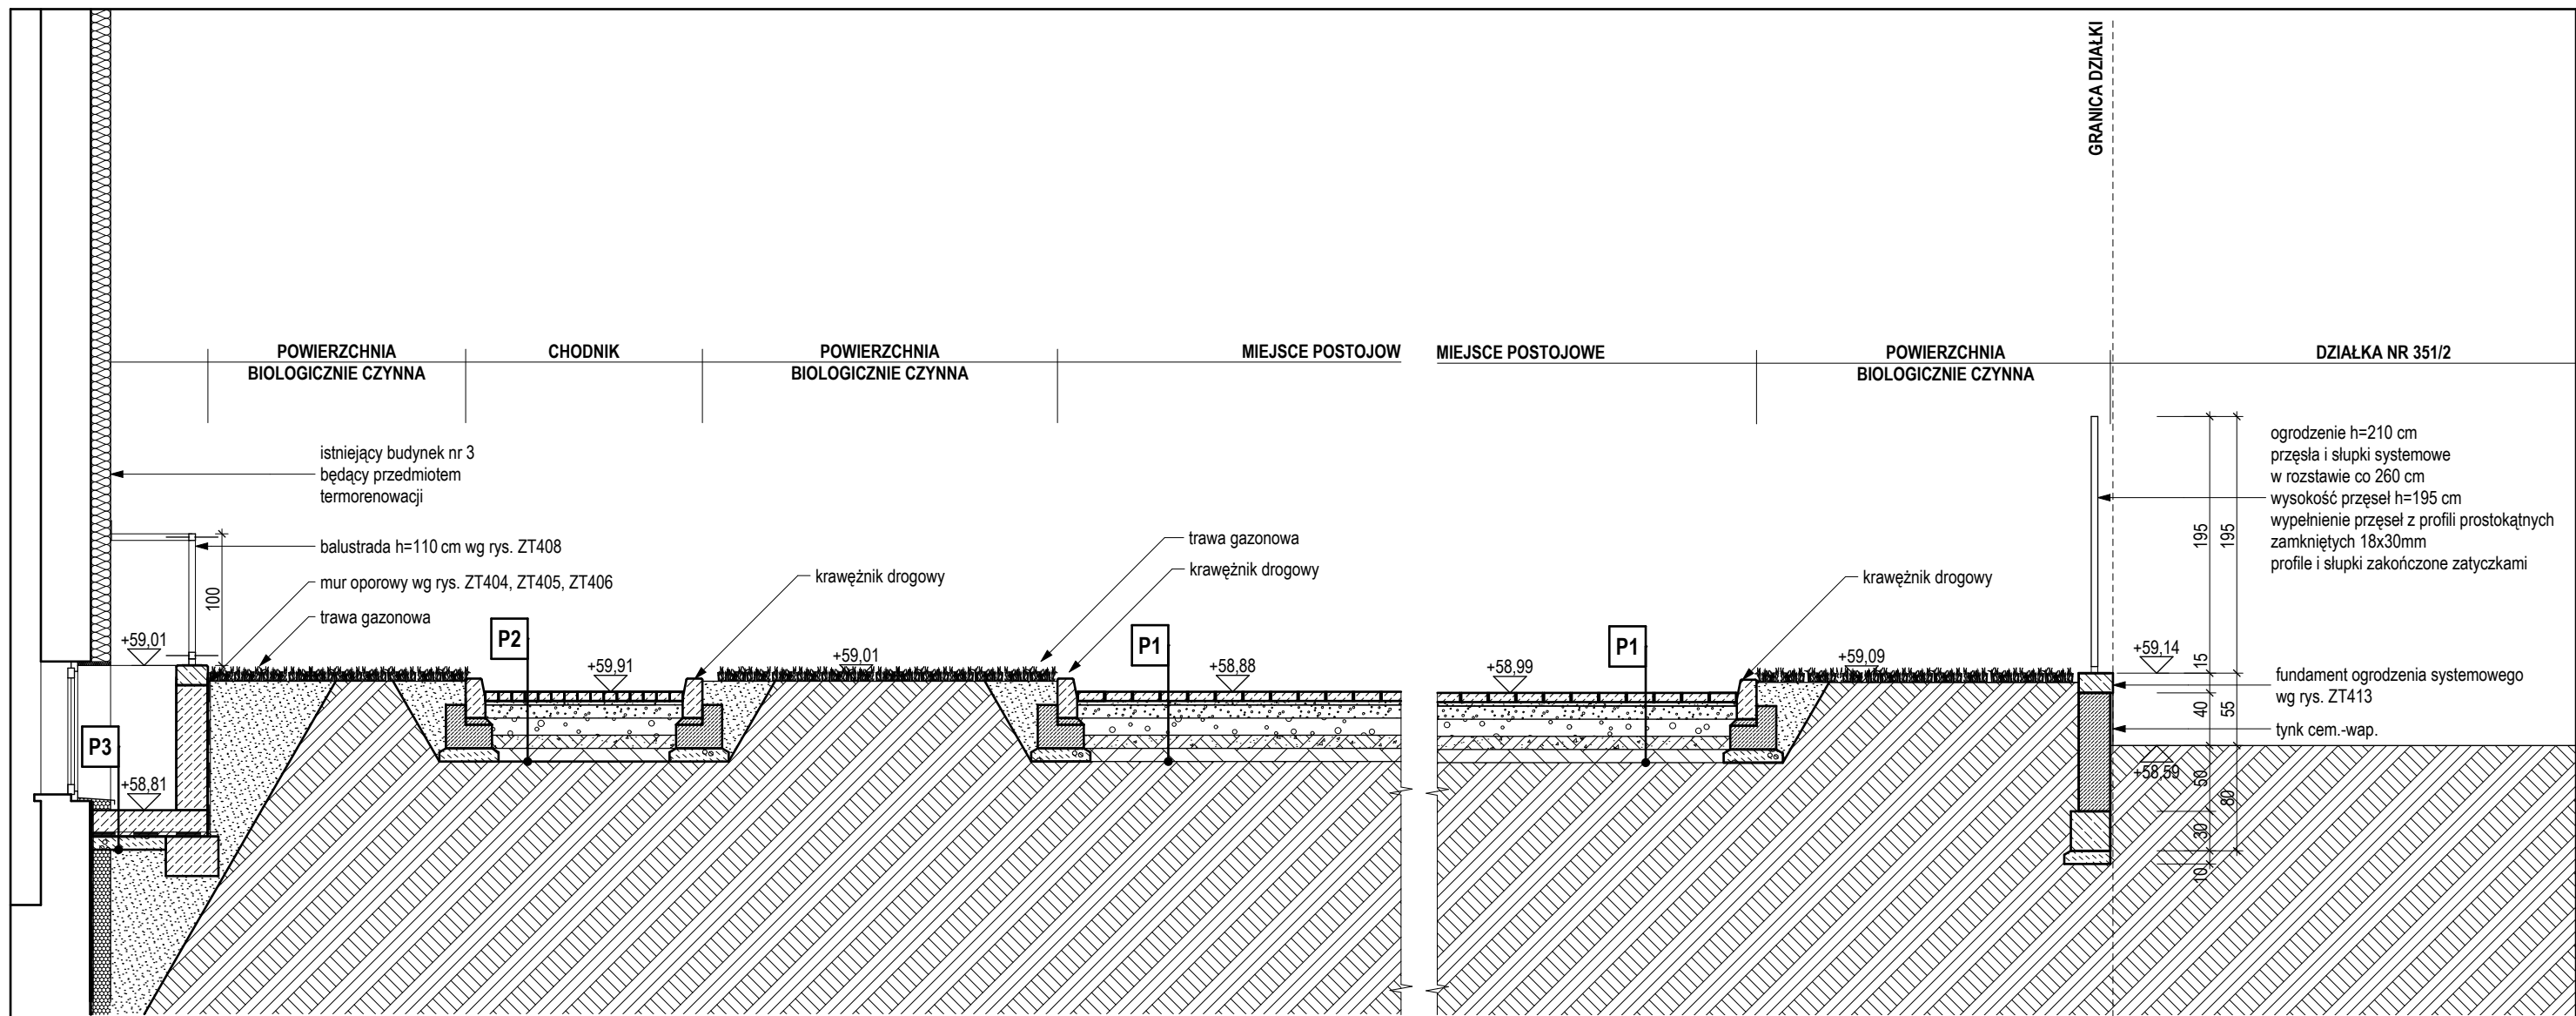 GRANICA DZIAŁKI
POWIERZCHNIA
BIOLOGICZNIE CZYNNA
CHODNIK
POWIERZCHNIA
BIOLOGICZNIE CZYNNA
MIEJSCE POSTOJOW
MIEJSCE POSTOJOWE
POWIERZCHNIA
BIOLOGICZNIE CZYNNA
DZIAŁKA NR 351/2
istniejący budynek nr 3
będący przedmiotem
termorenowacji
balustrada h=110 cm wg rys. ZT408
mur oporowy wg rys. ZT404, ZT405, ZT406
trawa gazonowa
100
+59,01
P3
+58,81
P2
+59,91
krawężnik drogowy
+59,01
trawa gazonowa
krawężnik drogowy
P1
+58,88
+58,99
P1
krawężnik drogowy
+59,09
195
195
15
40
55
50
80
30
10
+59,14
+58,59
ogrodzenie h=210 cm
przęsła i słupki systemowe
w rozstawie co 260 cm
wysokość przęseł h=195 cm
wypełnienie przęseł z profili prostokątnych
zamkniętych 18x30mm
profile i słupki zakończone zatyczkami
fundament ogrodzenia systemowego
wg rys. ZT413
tynk cem.-wap.